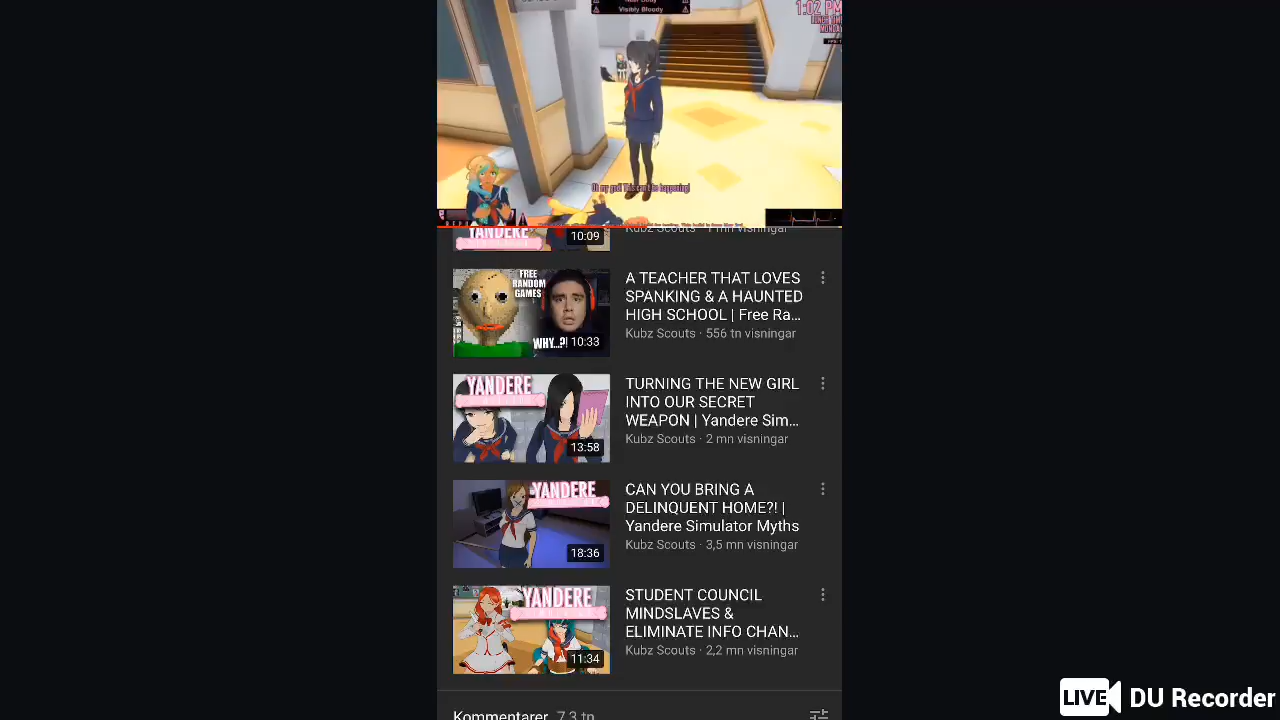 Visibly Bloody
1:02 PM
MONDAY
Oh my god! This can't be happening!
YANDERE
10:09
Kubz Scouts · 1 mn visningar
FREE
RANDOM
GAMES
WHY...?!
10:33
A TEACHER THAT LOVES
SPANKING & A HAUNTED
HIGH SCHOOL | Free Ra...
Kubz Scouts · 556 tn visningar
YANDERE
13:58
TURNING THE NEW GIRL
INTO OUR SECRET
WEAPON | Yandere Sim...
Kubz Scouts · 2 mn visningar
YANDERE
18:36
CAN YOU BRING A
DELINQUENT HOME?! |
Yandere Simulator Myths
Kubz Scouts · 3,5 mn visningar
YANDERE
11:34
STUDENT COUNCIL
MINDSLAVES &
ELIMINATE INFO CHAN...
Kubz Scouts · 2,2 mn visningar
Kommentarer 7,3 tn
LIVE DU Recorder